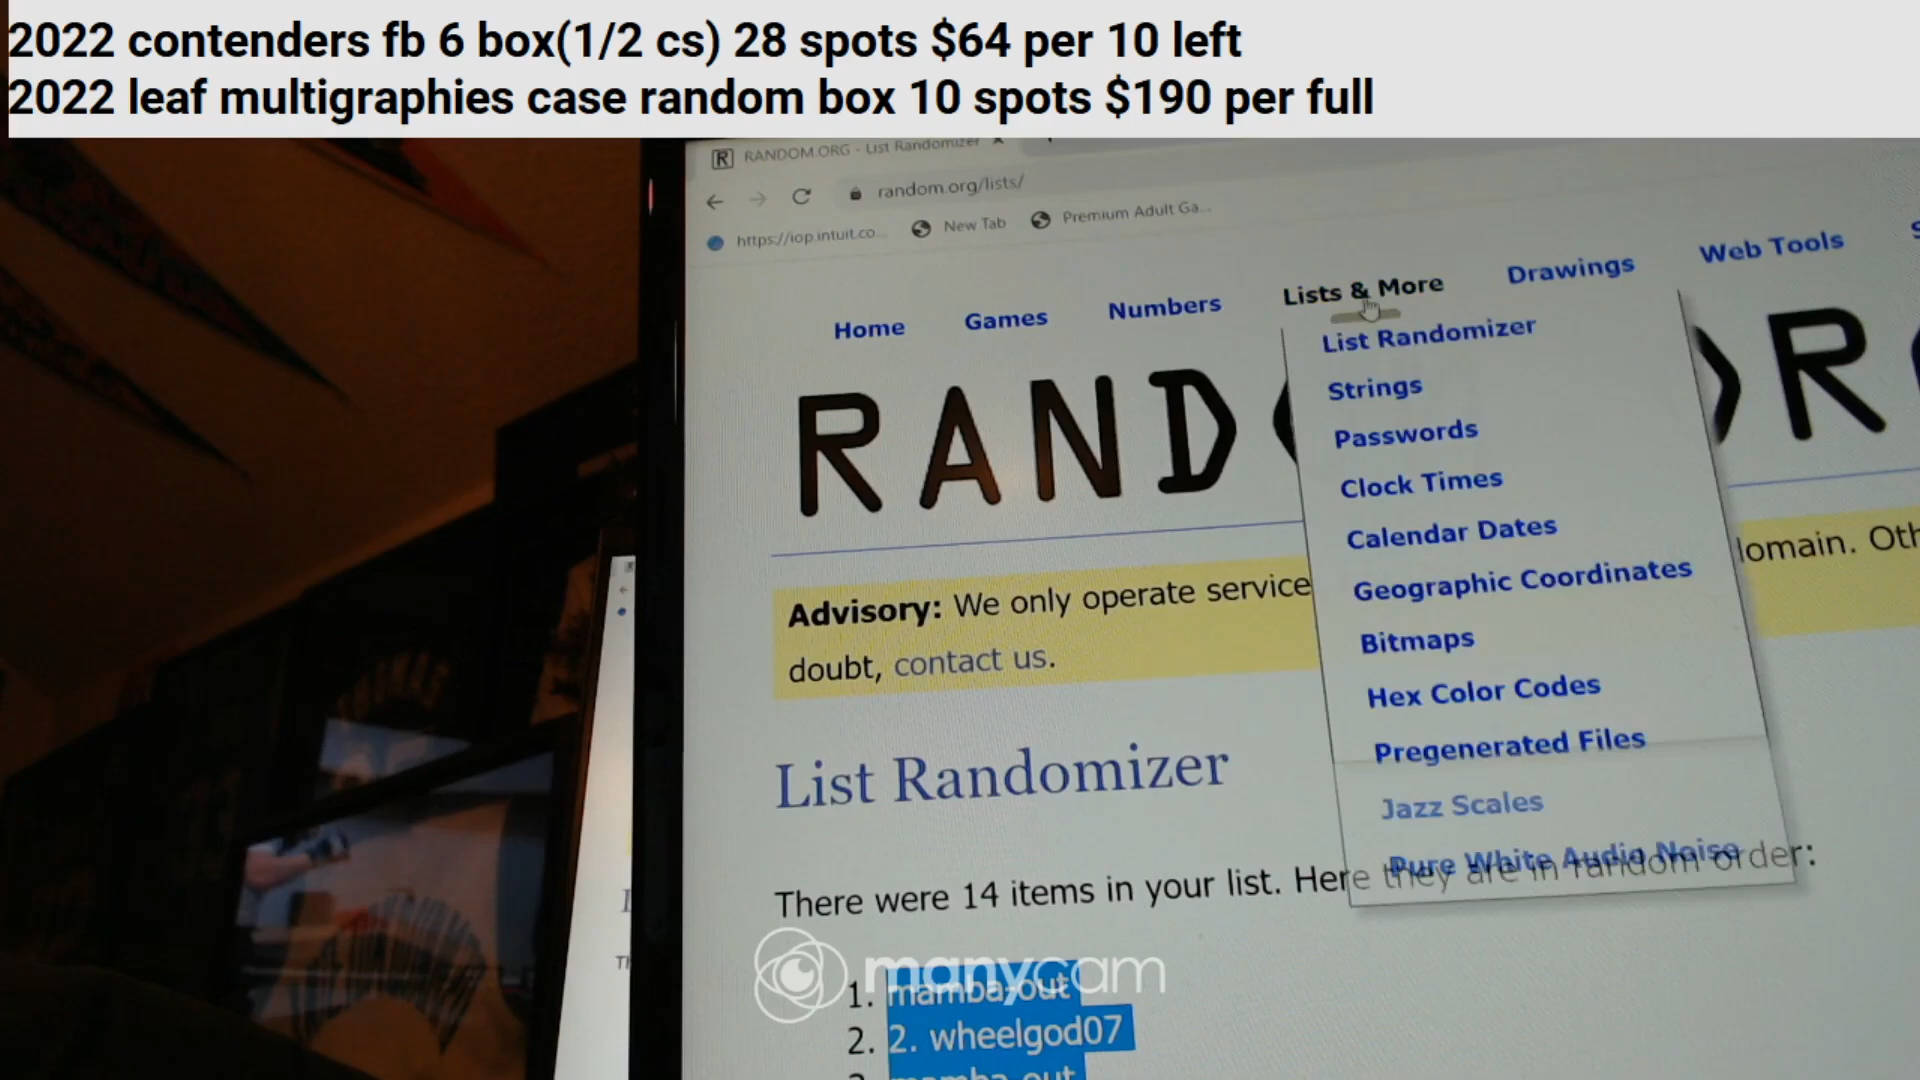 2022 contenders fb 6 box(1/2 cs) 28 spots $64 per 10 left
2022 leaf multigraphies case random box 10 spots $190 per full
RANDOM.ORG - List Randomizer
random.org/lists/
https://iop.intuit.co... New Tab Premium Adult Ga...
Home Games Numbers Lists & More Drawings Web Tools
List Randomizer
Strings
Passwords
Clock Times
Calendar Dates
Geographic Coordinates
Bitmaps
Hex Color Codes
Pregenerated Files
Jazz Scales
Pure White Audio Noise
RAND
Advisory: We only operate service
omain. Oth
doubt, contact us.
List Randomizer
There were 14 items in your list. Here they are in random order:
manycam
1. mamba-out
2. 2. wheelgod07
mamba-out